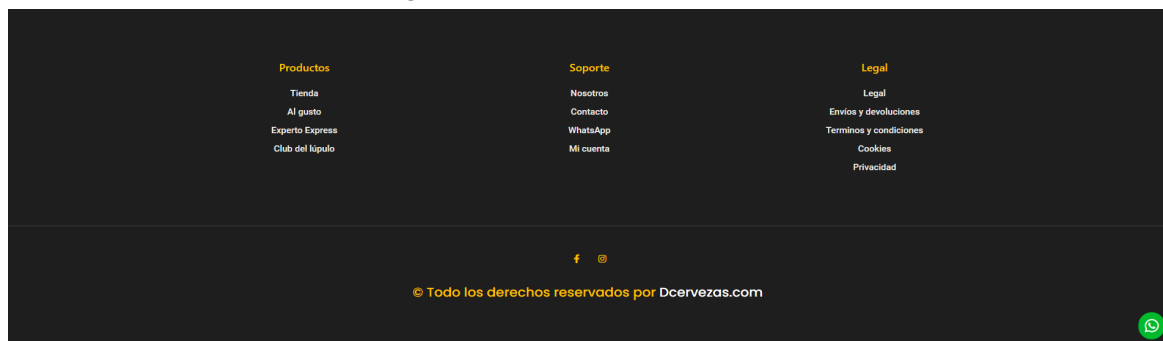 Productos
Tienda
Al gusto
Experto Express
Club del lúpulo
Soporte
Nosotros
Contacto
WhatsApp
Mi cuenta
Legal
Legal
Envíos y devoluciones
Terminos y condiciones
Cookies
Privacidad
© Todo los derechos reservados por Dcervezas.com